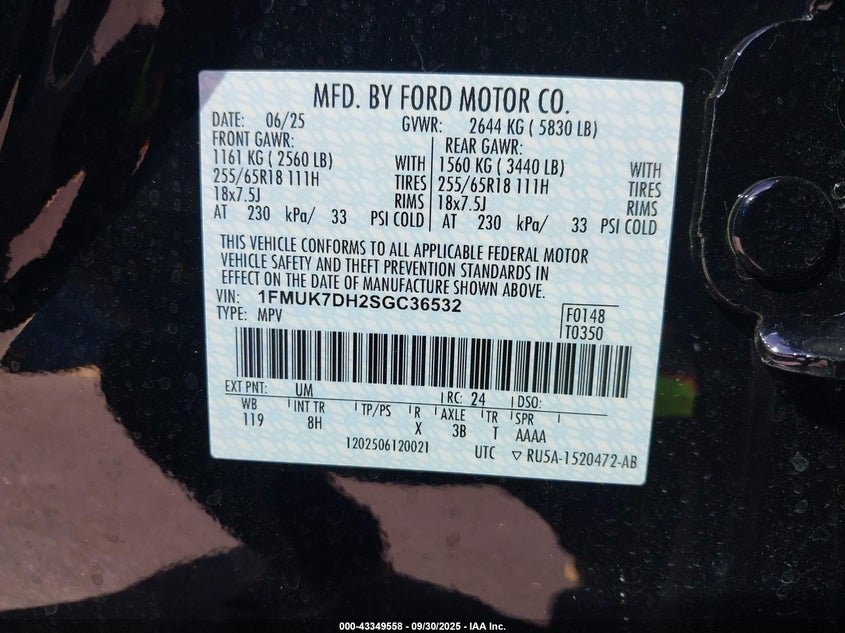 MFD. BY FORD MOTOR CO.
DATE: 06/25 GVWR: 2644 KG ( 5830 LB)
FRONT GAWR: REAR GAWR:
1161 KG ( 2560 LB) WITH 1560 KG ( 3440 LB) WITH
255/65R18 111H TIRES 255/65R18 111H TIRES
18x7.5J RIMS 18x7.5J RIMS
AT 230 kPa/ 33 PSI COLD AT 230 kPa/ 33 PSI COLD
THIS VEHICLE CONFORMS TO ALL APPLICABLE FEDERAL MOTOR
VEHICLE SAFETY AND THEFT PREVENTION STANDARDS IN
EFFECT ON THE DATE OF MANUFACTURE SHOWN ABOVE.
VIN: 1FMUK7DH2SGC36532
TYPE: MPV
F0148
T0350
EXT PNT: UM RC: 24 DSO:
WB INT TR TP/PS R AXLE TR SPR
119 8H X 3B T AAAA
1202506120021 UTC ▽ RU5A-1520472-AB
000-43349558 - 09/30/2025 - IAA Inc.